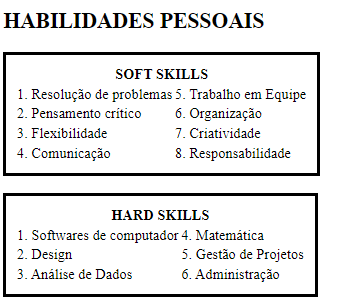 HABILIDADES PESSOAIS
SOFT SKILLS
1. Resolução de problemas 5. Trabalho em Equipe
2. Pensamento crítico 6. Organização
3. Flexibilidade 7. Criatividade
4. Comunicação 8. Responsabilidade
HARD SKILLS
1. Softwares de computador 4. Matemática
2. Design 5. Gestão de Projetos
3. Análise de Dados 6. Administração